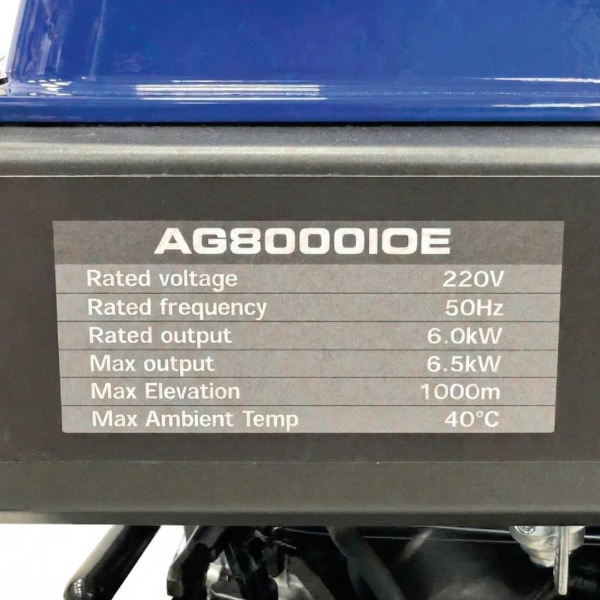 AG8000IOE
Rated voltage 220V
Rated frequency 50Hz
Rated output 6.0kW
Max output 6.5kW
Max Elevation 1000m
Max Ambient Temp 40°C